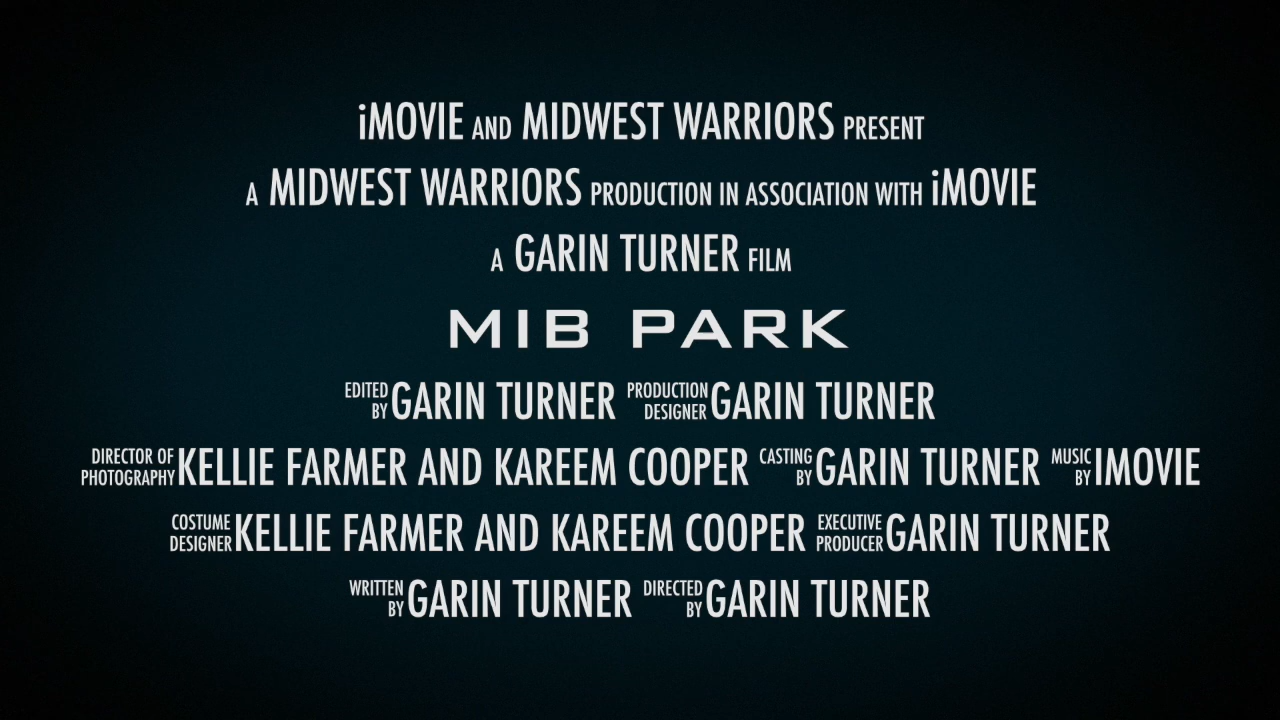 iMOVIE AND MIDWEST WARRIORS PRESENT
A MIDWEST WARRIORS PRODUCTION IN ASSOCIATION WITH iMOVIE
A GARIN TURNER FILM
MIB PARK
EDITED BY GARIN TURNER PRODUCTION DESIGNER GARIN TURNER
DIRECTOR OF PHOTOGRAPHY KELLIE FARMER AND KAREEM COOPER CASTING BY GARIN TURNER MUSIC BY IMOVIE
COSTUME DESIGNER KELLIE FARMER AND KAREEM COOPER EXECUTIVE PRODUCER GARIN TURNER
WRITTEN BY GARIN TURNER DIRECTED BY GARIN TURNER